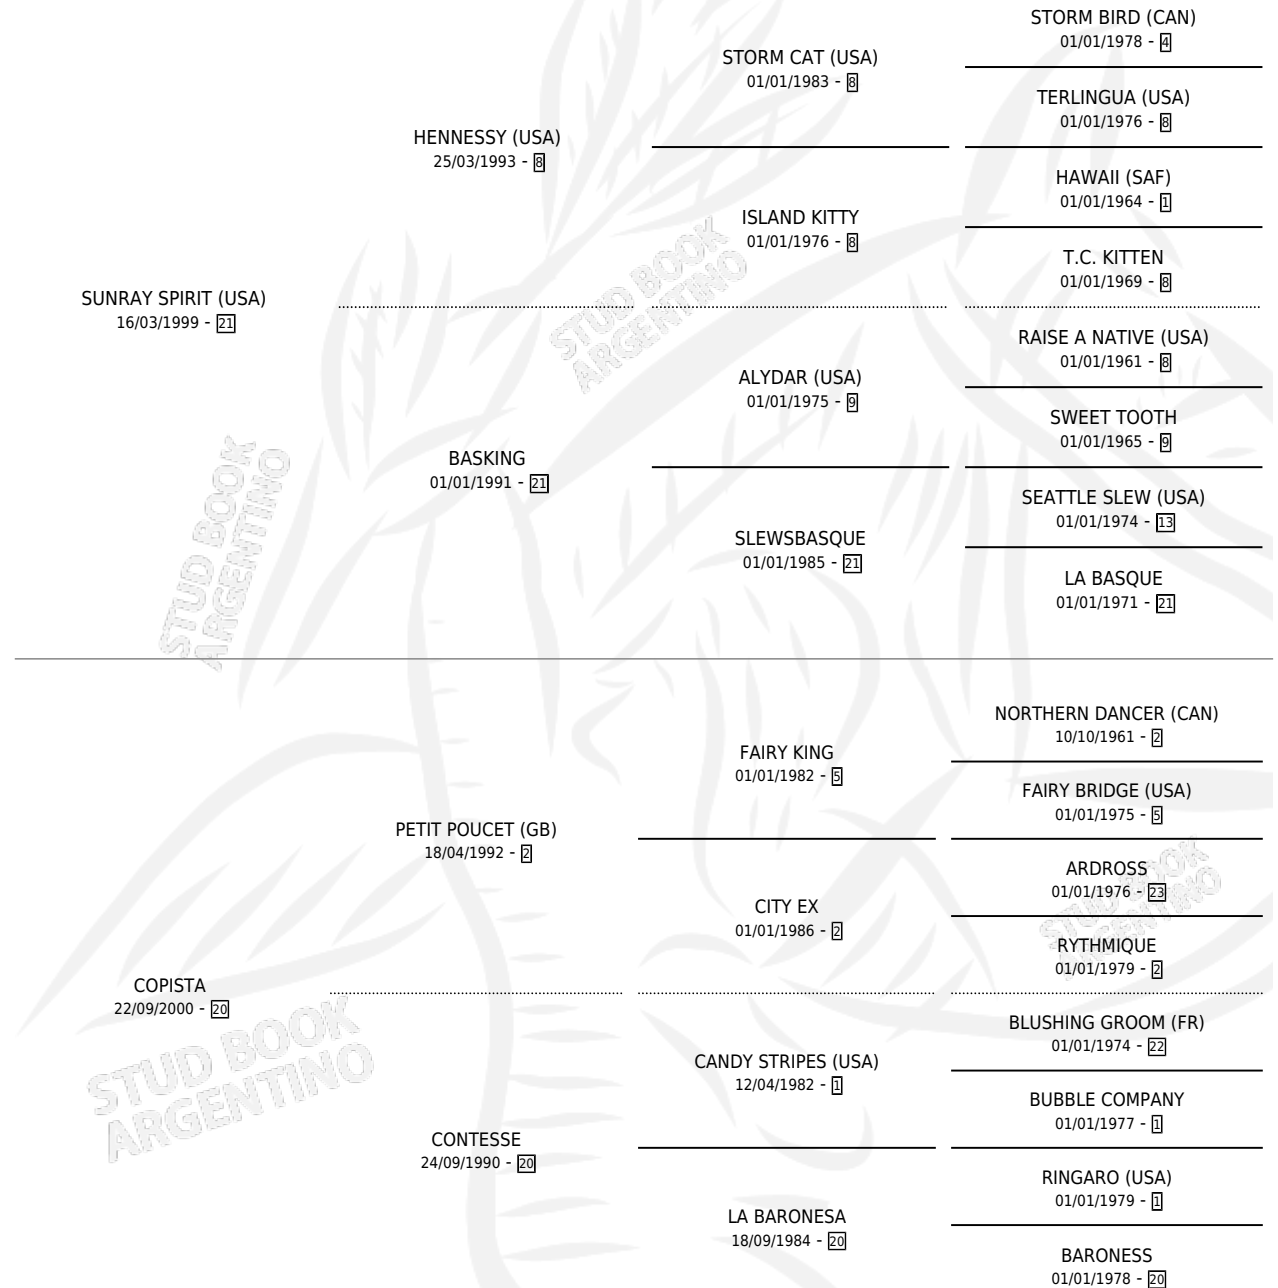 STORM BIRD (CAN)
01/01/1978 - 4
STORM CAT (USA)
01/01/1983 - 8
TERLINGUA (USA)
01/01/1976 - 8
HENNESSY (USA)
25/03/1993 - 8
HAWAII (SAF)
01/01/1964 - 1
ISLAND KITTY
01/01/1976 - 8
T.C. KITTEN
01/01/1969 - 8
SUNRAY SPIRIT (USA)
16/03/1999 - 21
RAISE A NATIVE (USA)
01/01/1961 - 8
ALYDAR (USA)
01/01/1975 - 9
SWEET TOOTH
01/01/1965 - 9
BASKING
01/01/1991 - 21
SEATTLE SLEW (USA)
01/01/1974 - 13
SLEWSBASQUE
01/01/1985 - 21
LA BASQUE
01/01/1971 - 21
NORTHERN DANCER (CAN)
10/10/1961 - 2
FAIRY KING
01/01/1982 - 5
FAIRY BRIDGE (USA)
01/01/1975 - 5
PETIT POUCET (GB)
18/04/1992 - 2
ARDROSS
01/01/1976 - 23
CITY EX
01/01/1986 - 2
RYTHMIQUE
01/01/1979 - 2
COPISTA
22/09/2000 - 20
BLUSHING GROOM (FR)
01/01/1974 - 22
CANDY STRIPES (USA)
12/04/1982 - 1
BUBBLE COMPANY
01/01/1977 - 1
CONTESSE
24/09/1990 - 20
RINGARO (USA)
01/01/1979 - 1
LA BARONESA
18/09/1984 - 20
BARONESS
01/01/1978 - 20
STUD BOOK
ARGENTINO
STUD BOOK
ARGENTINO
STUD BOOK
ARGENTINO
STUD BOOK
ARGENTINO